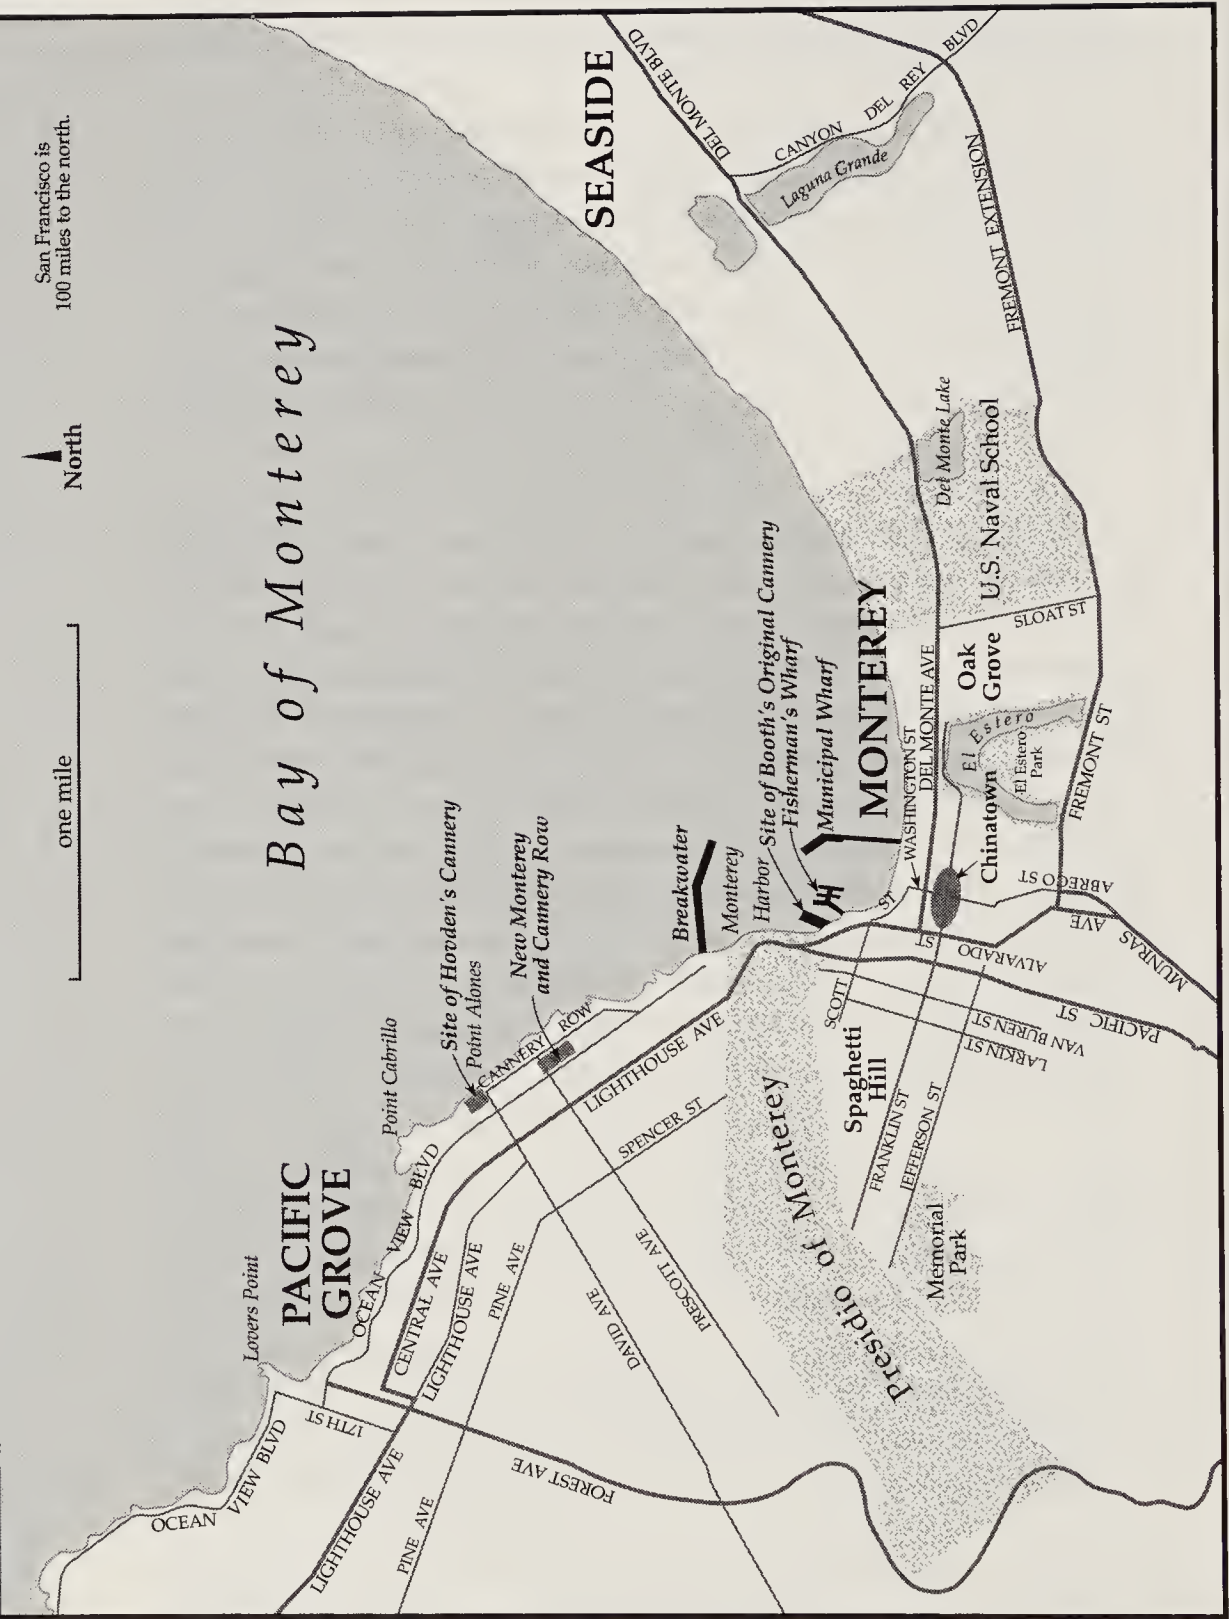 San Francisco is
100 miles to the north.
North
one mile
Bay of Monterey
SEASIDE
DEL MONTE BLVD
DEL MONTE BLVD
CANYON DEL REY BLVD
Laguna Grande
FREMONT EXTENSION
Del Monte Lake
U.S. Naval School
SLOAT ST
Oak
Grove
El Estero
El Estero
Park
FREMONT ST
MONTEREY
DEL MONTE AVE
WASHINGTON ST
Chinatown
ABREGO ST
MUNRAS AVE
ALVARADO ST
PACIFIC ST
VAN BUREN ST
LARKIN ST
SCOTT ST
Site of Booth's Original Cannery
Fisherman's Wharf
Municipal Wharf
Breakwater
Monterey
Harbor
New Monterey
and Cannery Row
Site of Hovden's Cannery
Point Alones
Point Cabrillo
CANNERY ROW
LIGHTHOUSE AVE
SPENCER ST
Spaghetti
Hill
FRANKLIN ST
JEFFERSON ST
Memorial
Park
Presidio of Monterey
PRESCOTT AVE
DAVID AVE
PACIFIC
GROVE
Lovers Point
OCEAN VIEW BLVD
CENTRAL AVE
LIGHTHOUSE AVE
PINE AVE
17TH ST
FOREST AVE
OCEAN VIEW BLVD
LIGHTHOUSE AVE
PINE AVE